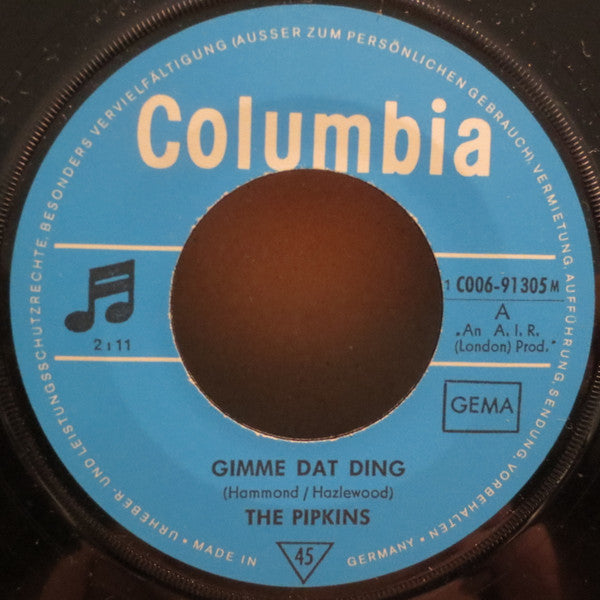 URHEBER- UND LEISTUNGSSCHUTZRECHTE, BESONDERS VERVIELFÄLTIGUNG (AUSSER ZUM PERSÖNLICHEN GEBRAUCH), VERMIETUNG, AUFFÜHRUNG, SENDUNG, VORBEHALTEN
Columbia
1 C006-91305 M
A
„An A. I. R.
(London) Prod."
2:11
GEMA
GIMME DAT DING
(Hammond / Hazlewood)
THE PIPKINS
• MADE IN 45 GERMANY •